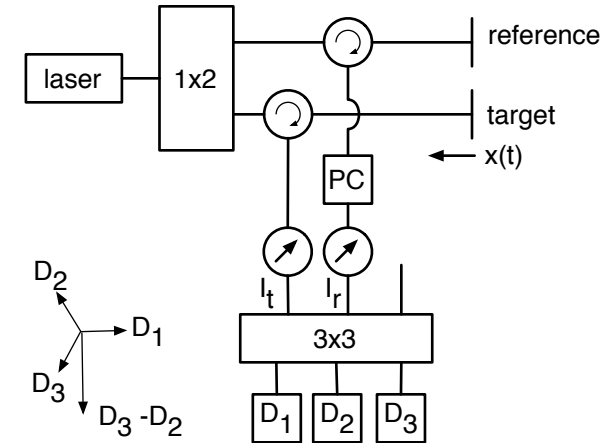 reference
laser
1x2
target
x(t)
PC
I_t
I_r
D_2
D_1
3x3
D_3
D_3 -D_2
D_1
D_2
D_3